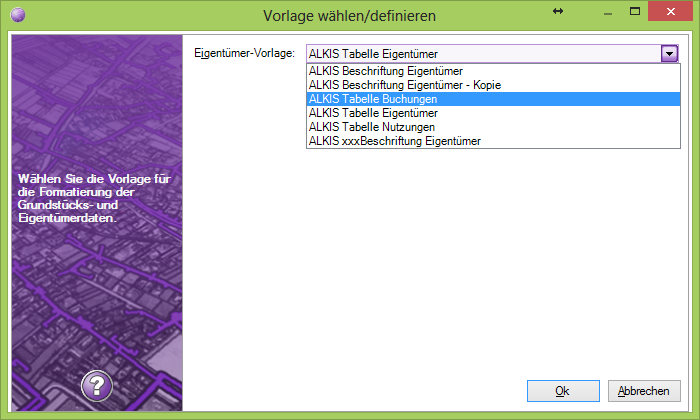 Vorlage wählen/definieren
Eigentümer-Vorlage:
ALKIS Tabelle Eigentümer
ALKIS Beschriftung Eigentümer
ALKIS Beschriftung Eigentümer - Kopie
ALKIS Tabelle Buchungen
ALKIS Tabelle Eigentümer
ALKIS Tabelle Nutzungen
ALKIS xxxBeschriftung Eigentümer
Wählen Sie die Vorlage für
die Formatierung der
Grundstücks- und
Eigentümerdaten.
?
Ok
Abbrechen